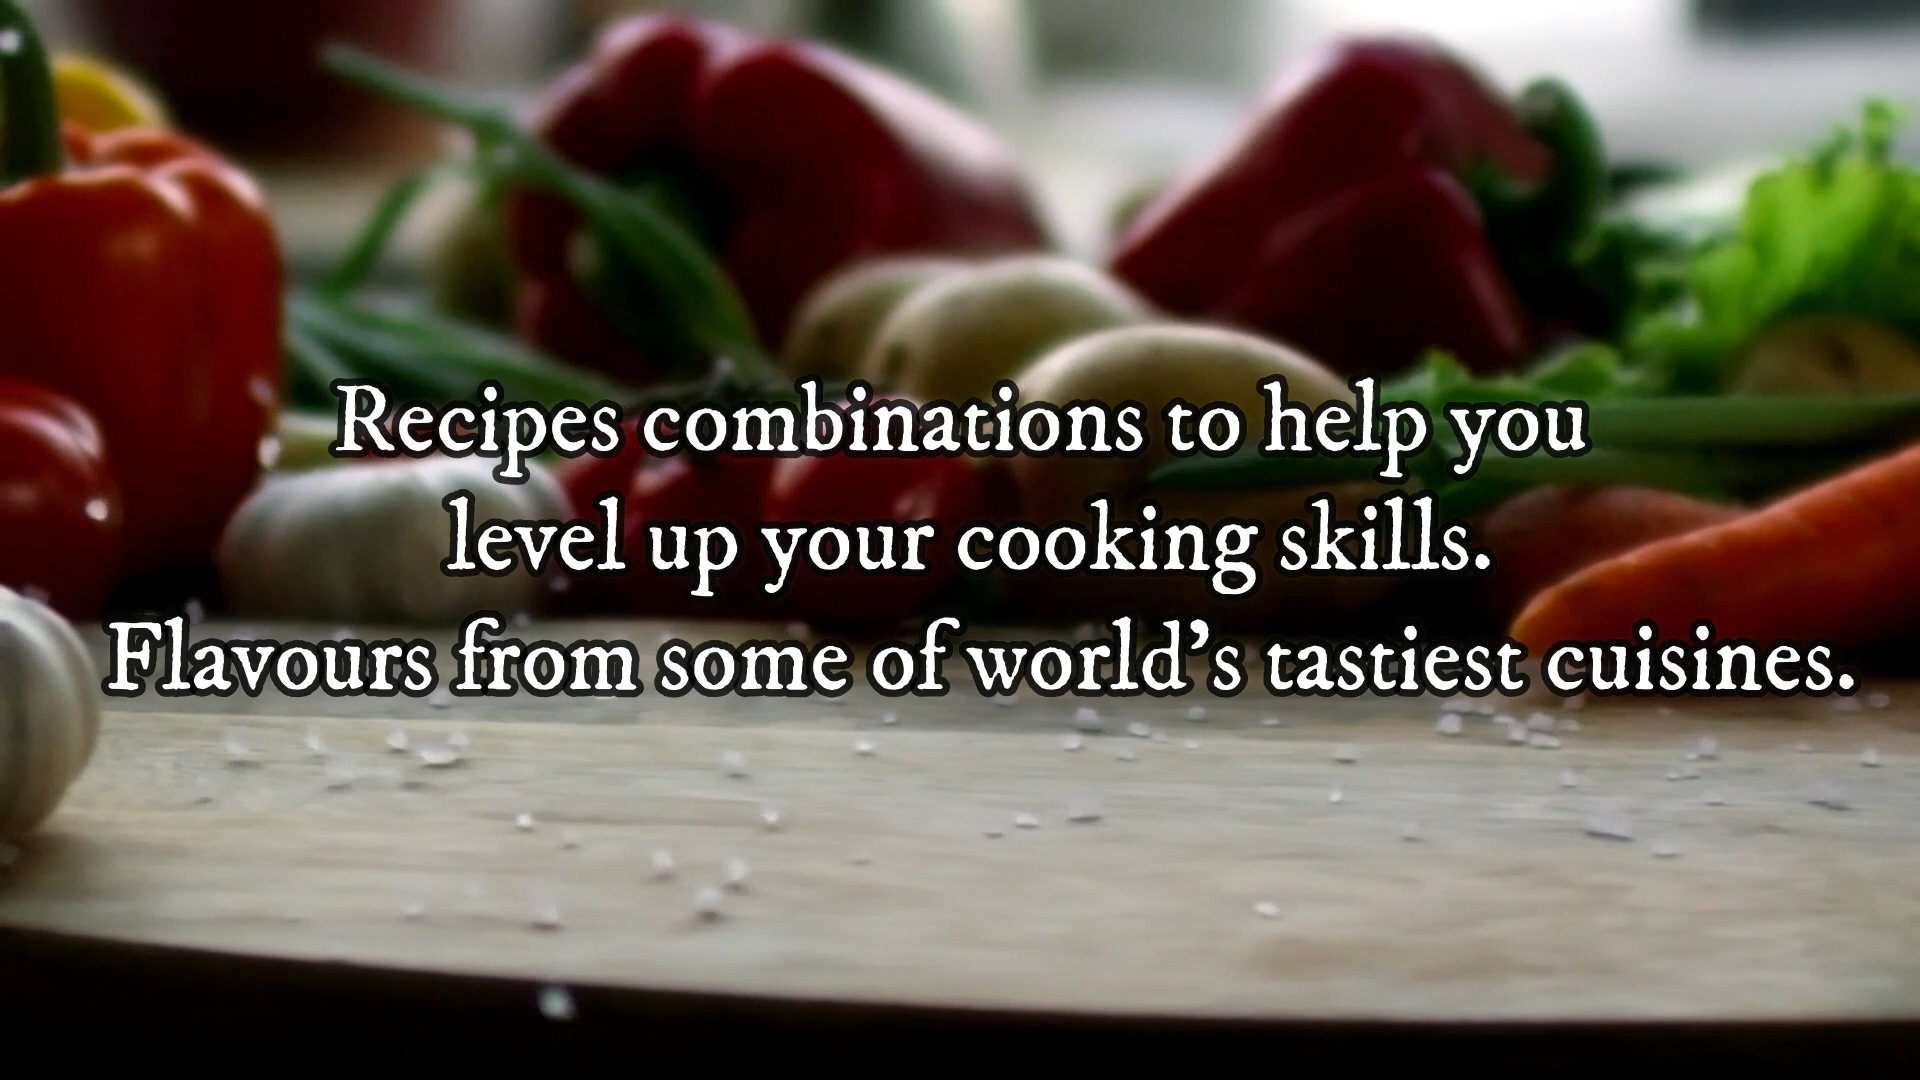 Recipes combinations to help you
level up your cooking skills.
Flavours from some of world's tastiest cuisines.